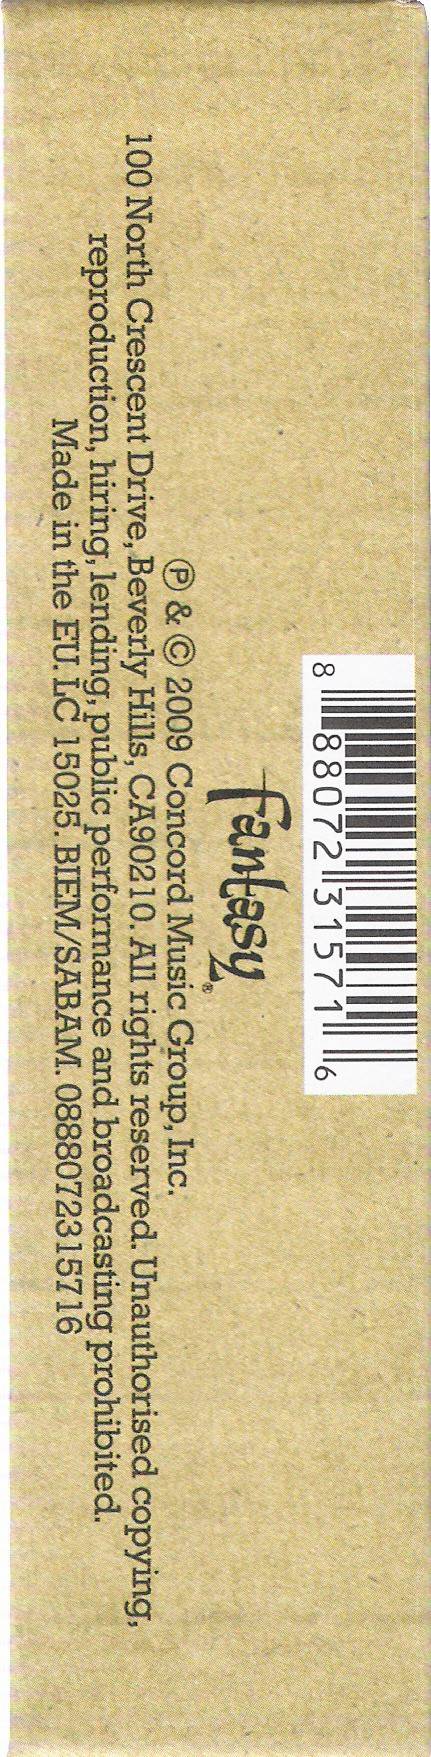 8 88072 31571 6
fantasy®
℗ & © 2009 Concord Music Group, Inc.
100 North Crescent Drive, Beverly Hills, CA90210. All rights reserved. Unauthorised copying,
reproduction, hiring, lending, public performance and broadcasting prohibited.
Made in the EU. LC 15025. BIEM/SABAM. 0888072315716